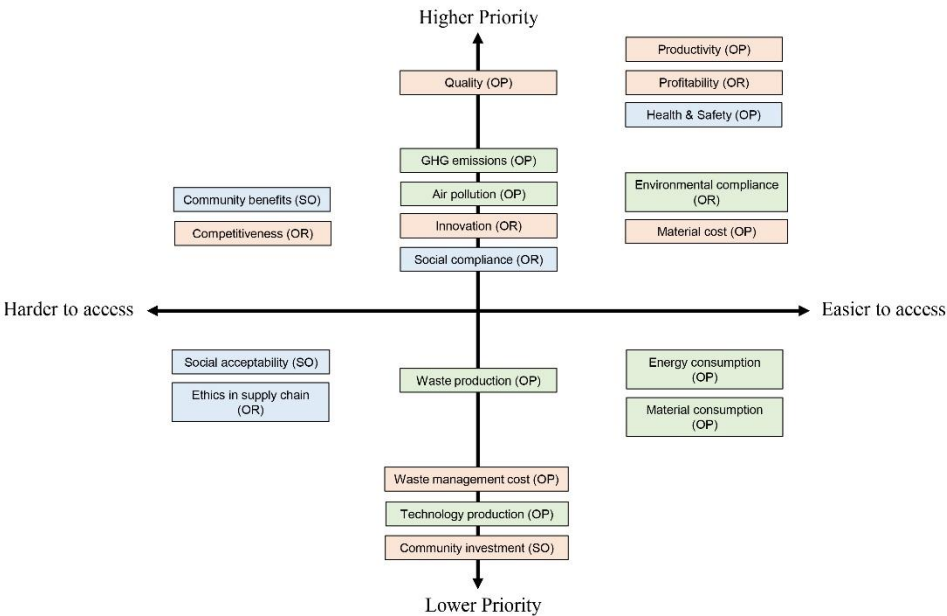 Higher Priority
Productivity (OP)
Quality (OP)
Profitability (OR)
Health & Safety (OP)
GHG emissions (OP)
Air pollution (OP)
Environmental compliance
(OR)
Community benefits (SO)
Innovation (OR)
Competitiveness (OR)
Material cost (OP)
Social compliance (OR)
Harder to access
Easier to access
Social acceptability (SO)
Energy consumption
(OP)
Waste production (OP)
Ethics in supply chain
(OR)
Material consumption
(OP)
Waste management cost (OP)
Technology production (OP)
Community investment (SO)
Lower Priority